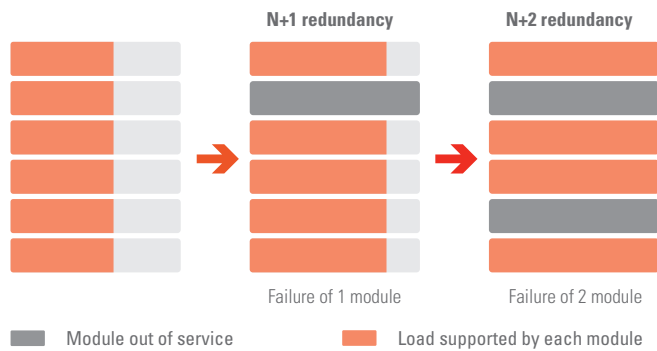 N+1 redundancy
N+2 redundancy
Failure of 1 module
Failure of 2 module
Module out of service
Load supported by each module